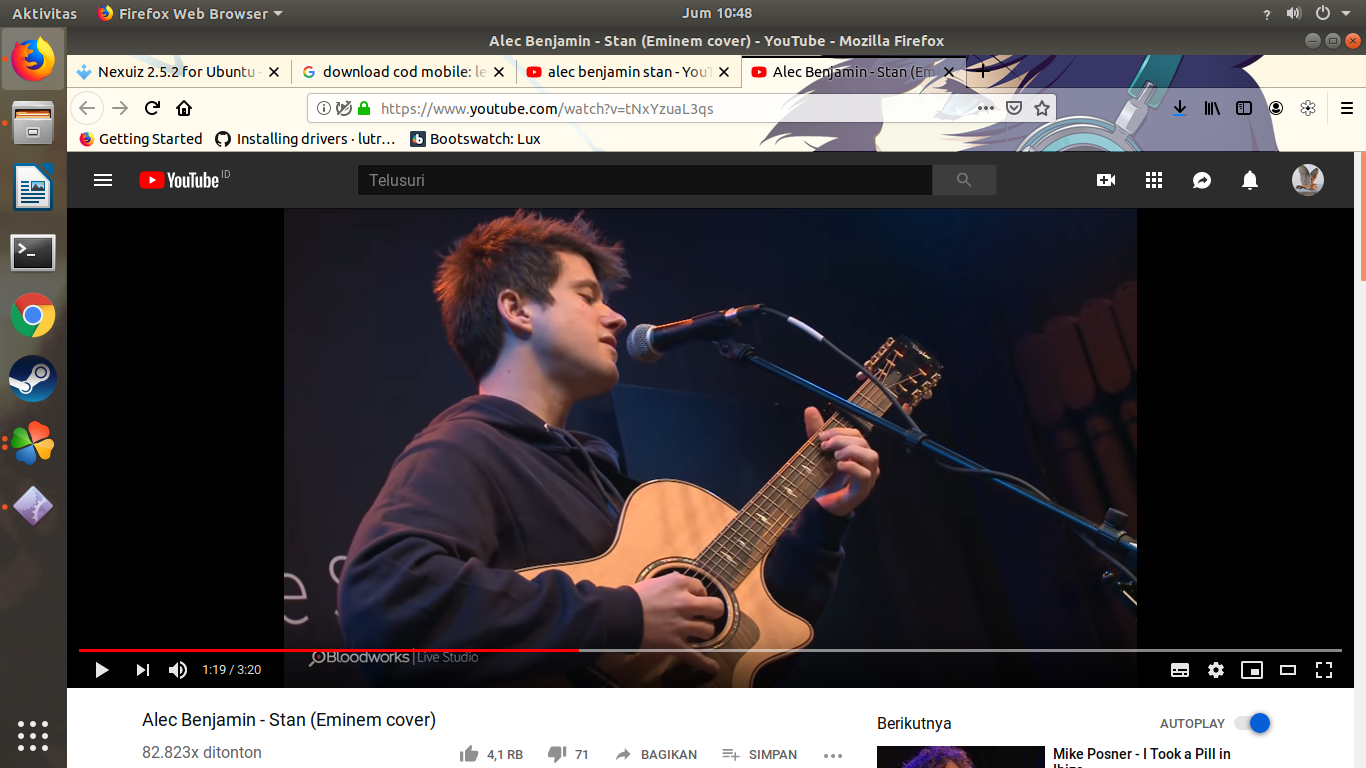 Aktivitas Firefox Web Browser Jum 10:48 ?
Alec Benjamin - Stan (Eminem cover) - YouTube - Mozilla Firefox
Nexuiz 2.5.2 for Ubuntu - download cod mobile: le alec benjamin stan - YouT Alec Benjamin - Stan (Em
https://www.youtube.com/watch?v=tNxYzuaL3qs
Getting Started Installing drivers · lutr... Bootswatch: Lux
YouTube ID Telusuri
Taylor
e S
Bloodworks | Live Studio
1:19 / 3:20
Alec Benjamin - Stan (Eminem cover)
82.823x ditonton 4,1 RB 71 BAGIKAN SIMPAN
Berikutnya AUTOPLAY
Mike Posner - I Took a Pill in
Ibiza